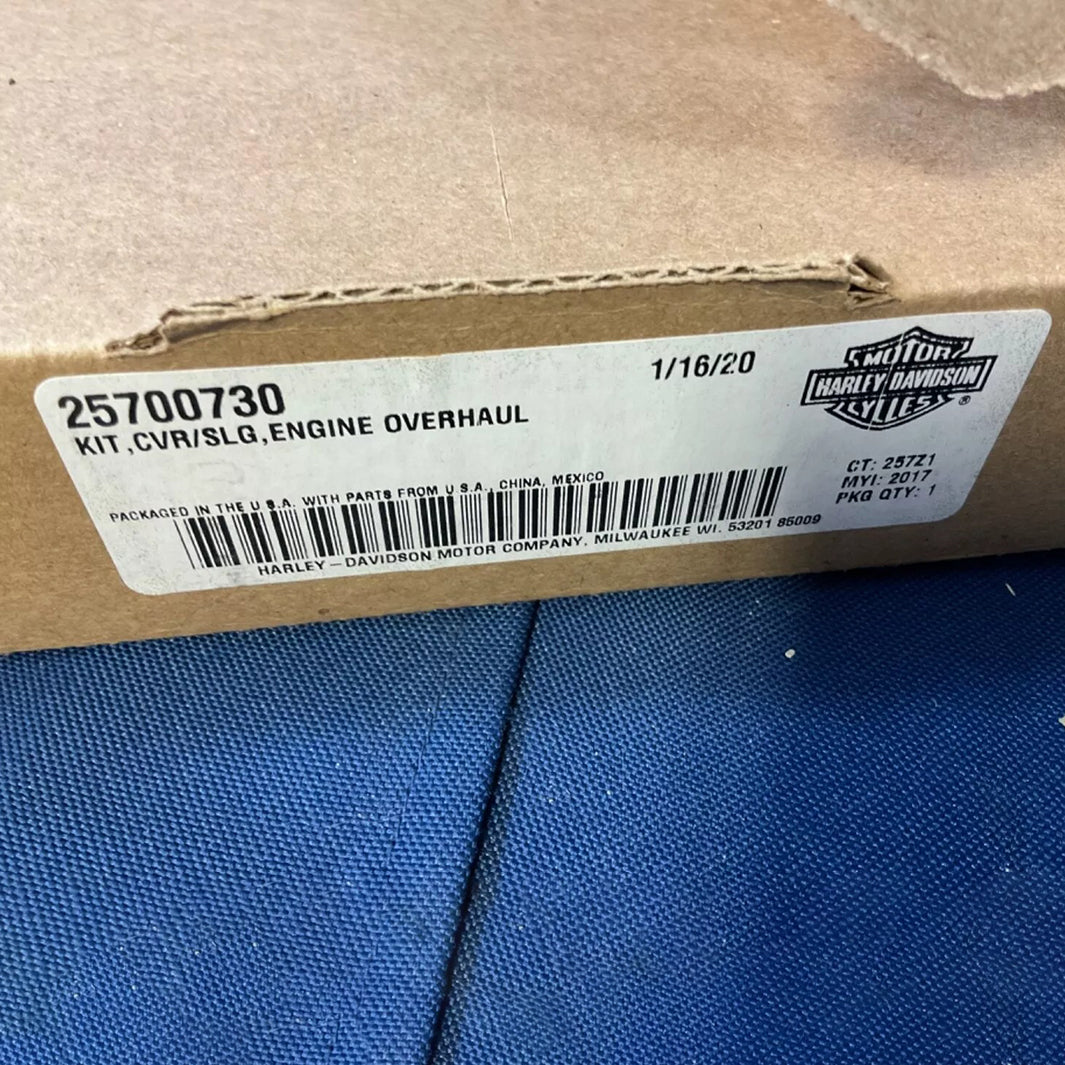 25700730
KIT,CVR/SLG,ENGINE OVERHAUL
1/16/20
MOTOR
HARLEY-DAVIDSON
CYCLES
®
CT: 257Z1
MYI: 2017
PKG QTY: 1
PACKAGED IN THE U.S.A. WITH PARTS FROM U.S.A., CHINA, MEXICO
HARLEY-DAVIDSON MOTOR COMPANY, MILWAUKEE WI. 53201 85009